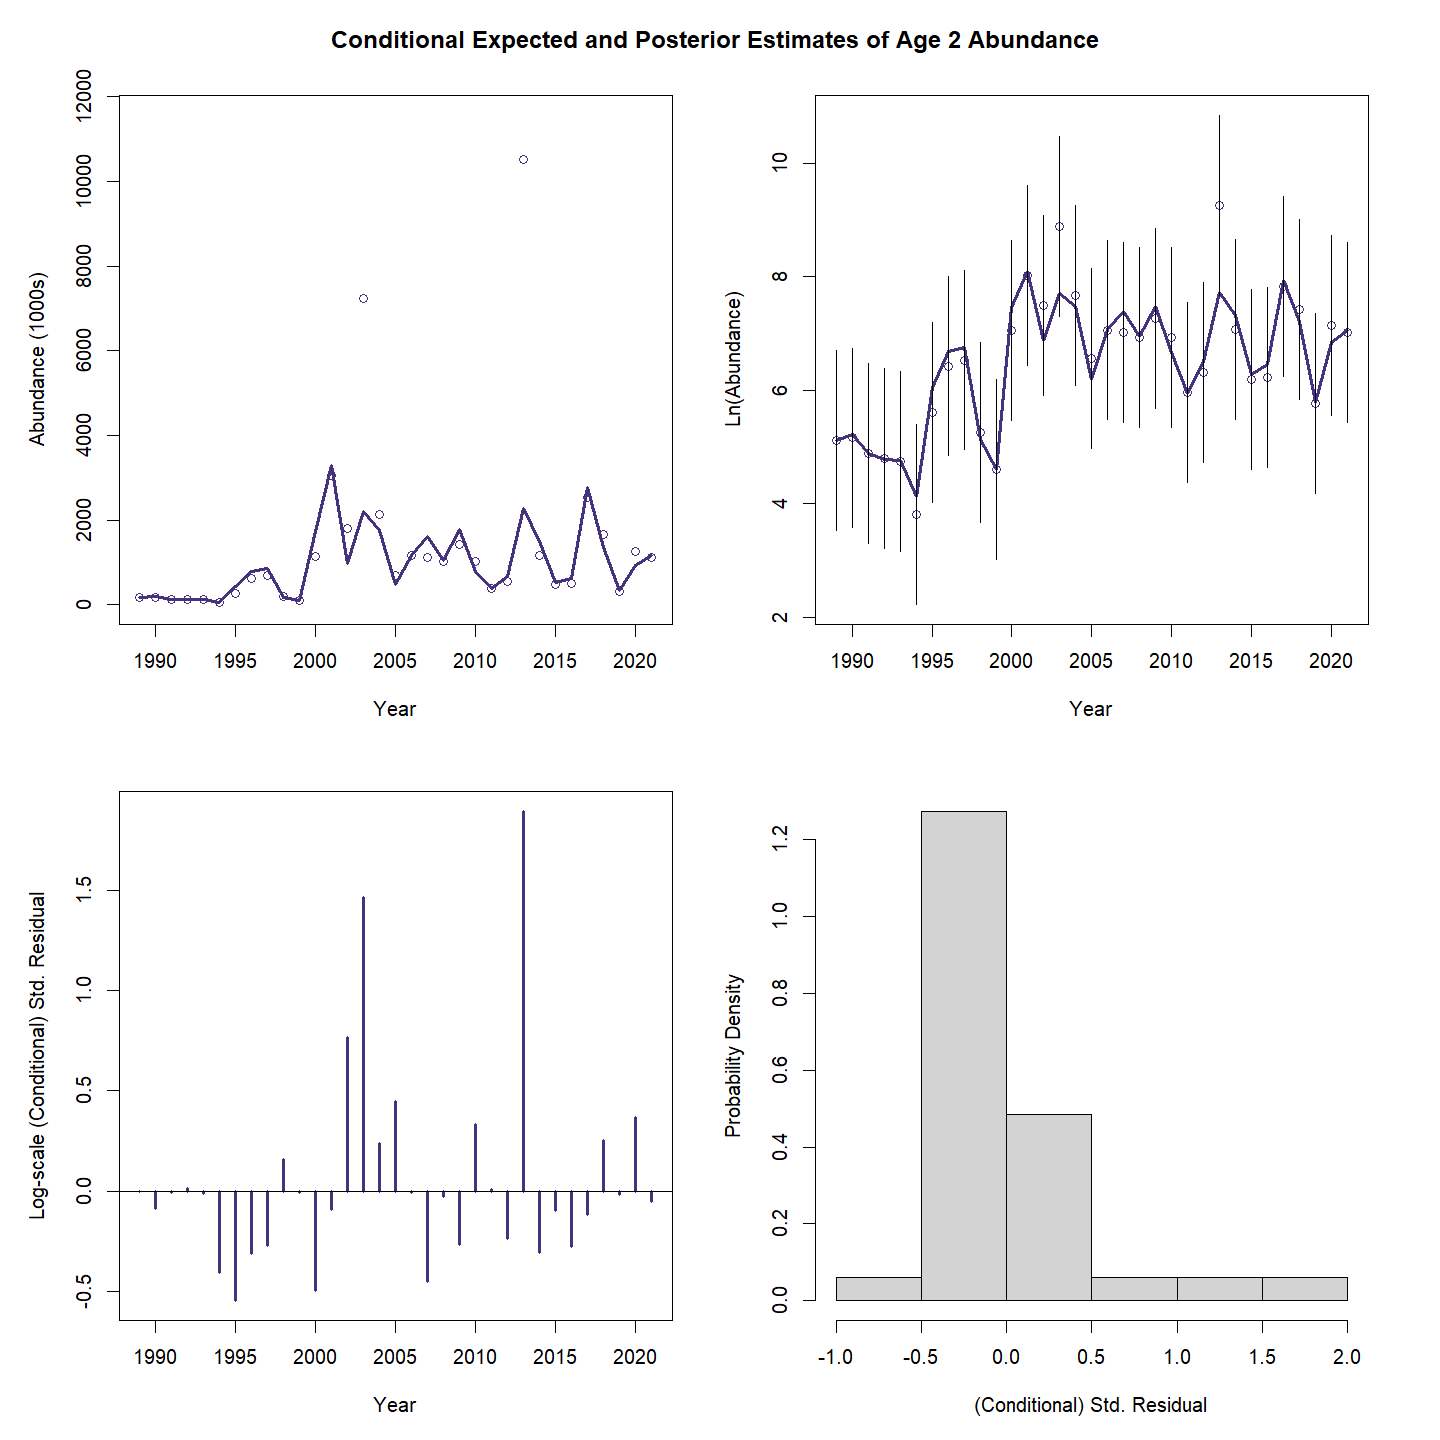 Conditional Expected and Posterior Estimates of Age 2 Abundance
Abundance (1000s)
12000
10000
8000
6000
4000
2000
0
1990 1995 2000 2005 2010 2015 2020
Year
Ln(Abundance)
10
8
6
4
2
1990 1995 2000 2005 2010 2015 2020
Year
Log-scale (Conditional) Std. Residual
1.5
1.0
0.5
0.0
-0.5
1990 1995 2000 2005 2010 2015 2020
Year
Probability Density
1.2
1.0
0.8
0.6
0.4
0.2
0.0
-1.0 -0.5 0.0 0.5 1.0 1.5 2.0
(Conditional) Std. Residual